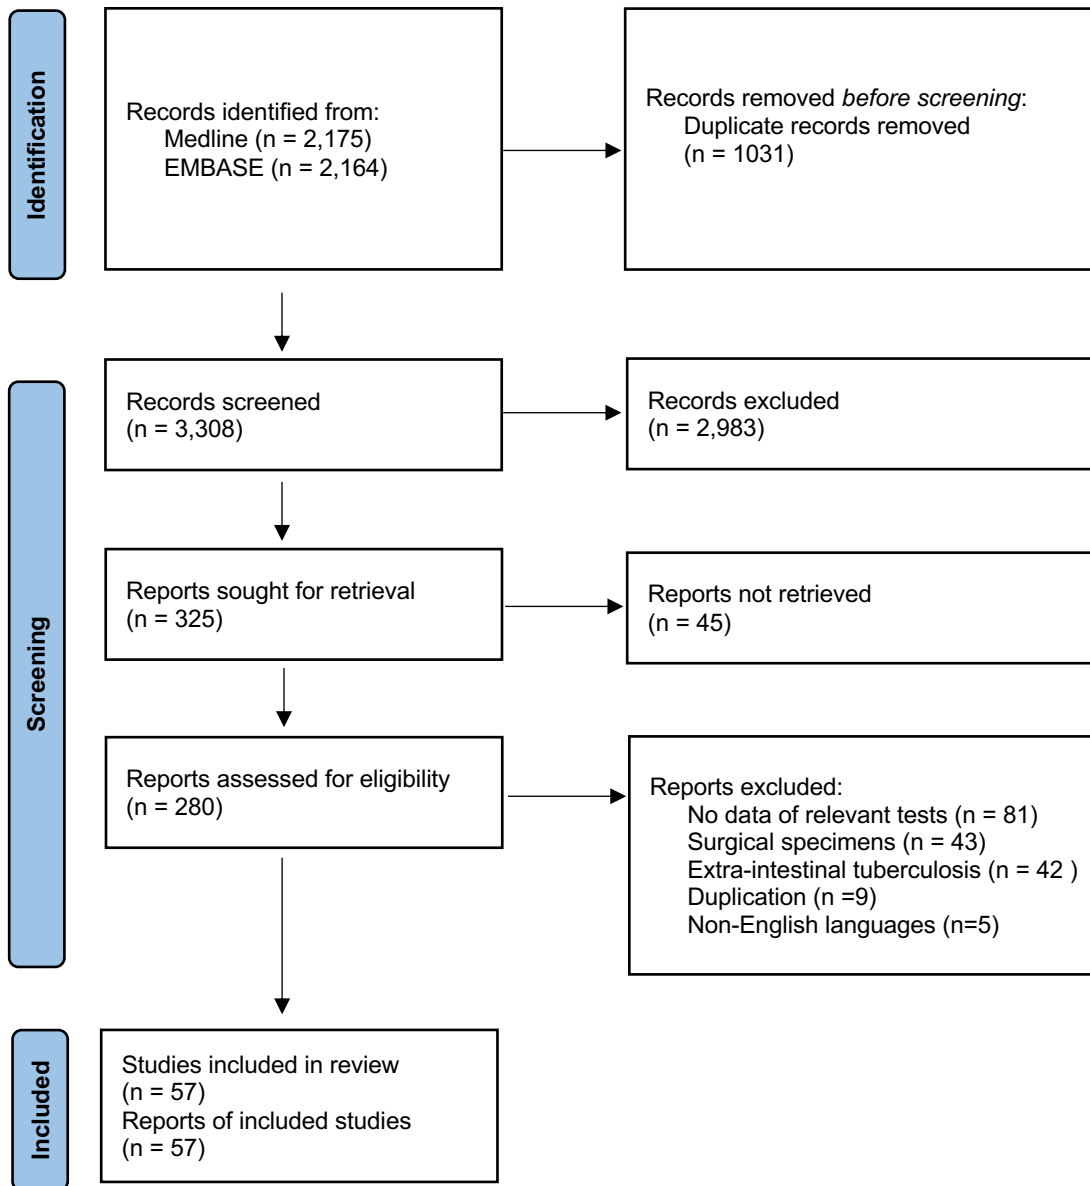 Identification
Records identified from:
Medline (n = 2,175)
EMBASE (n = 2,164)
Records removed before screening:
Duplicate records removed
(n = 1031)
Screening
Records screened
(n = 3,308)
Records excluded
(n = 2,983)
Reports sought for retrieval
(n = 325)
Reports not retrieved
(n = 45)
Reports assessed for eligibility
(n = 280)
Reports excluded:
No data of relevant tests (n = 81)
Surgical specimens (n = 43)
Extra-intestinal tuberculosis (n = 42 )
Duplication (n =9)
Non-English languages (n=5)
Included
Studies included in review
(n = 57)
Reports of included studies
(n = 57)